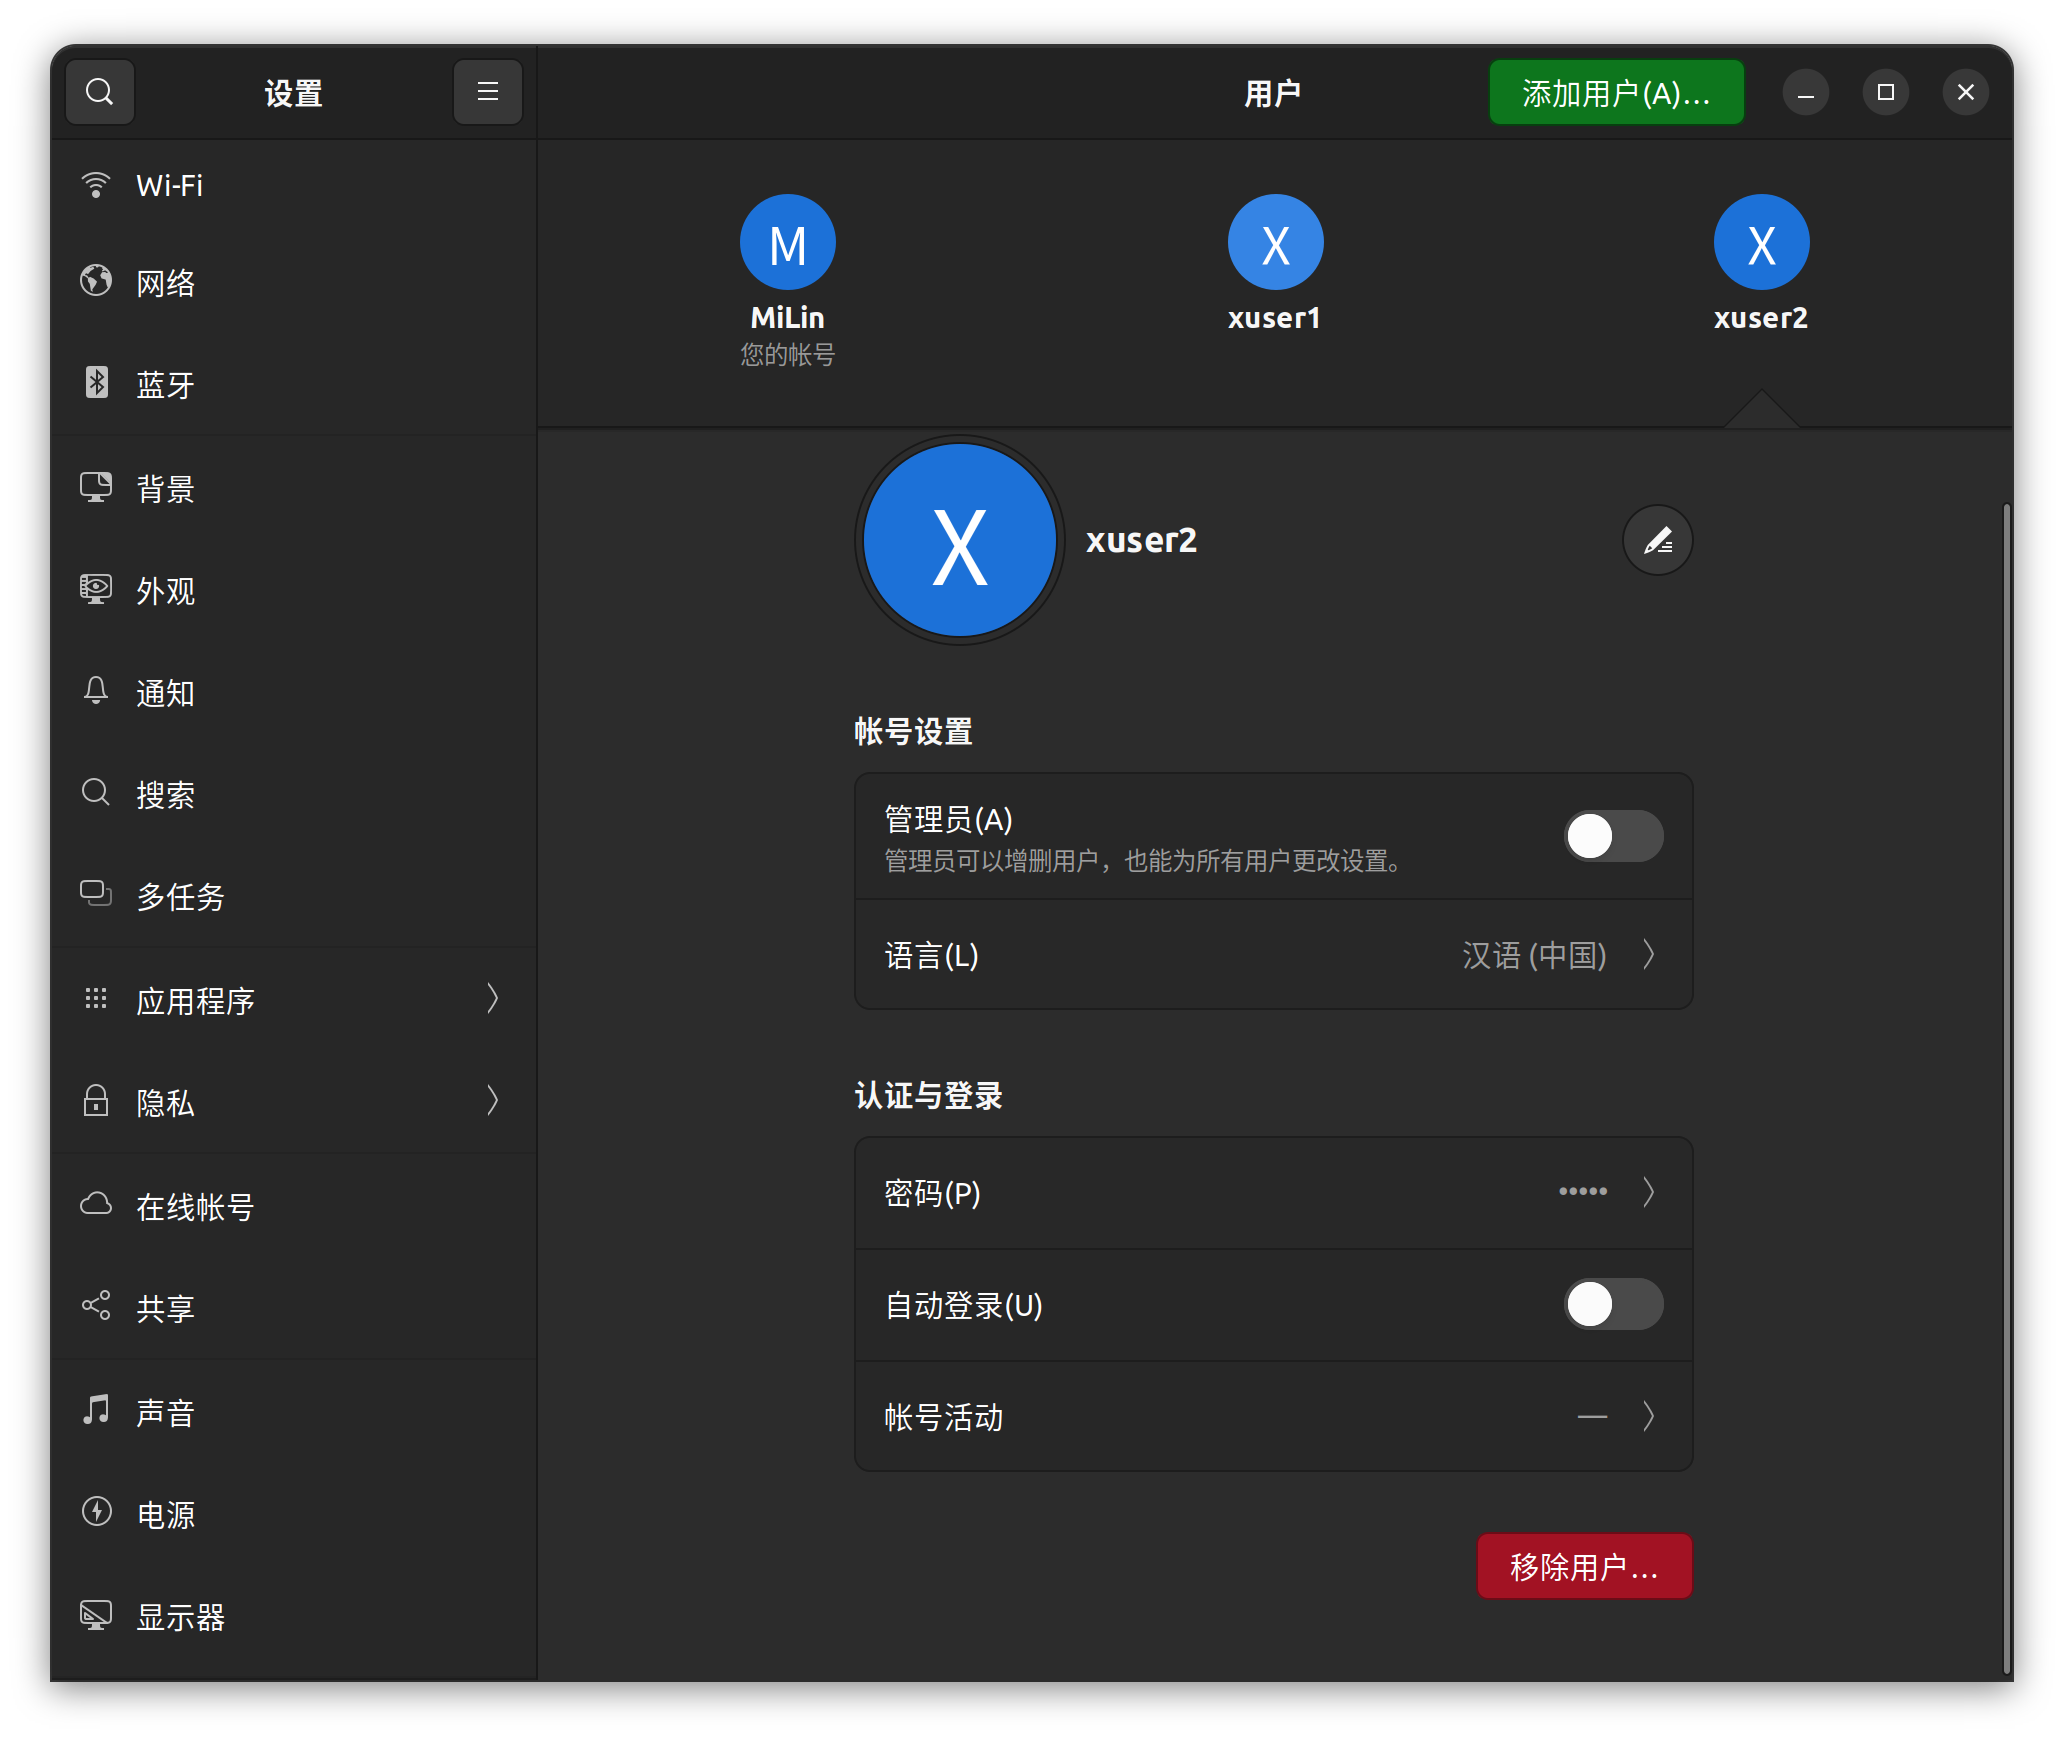 设置
用户
添加用户(A)...
Wi-Fi
网络
蓝牙
背景
外观
通知
搜索
多任务
应用程序
隐私
在线帐号
共享
声音
电源
显示器
M
MiLin
您的帐号
X
xuser1
X
xuser2
X
xuser2
帐号设置
管理员(A)
管理员可以增删用户，也能为所有用户更改设置。
语言(L)
汉语 (中国)
认证与登录
密码(P)
•••••
自动登录(U)
帐号活动
—
移除用户...